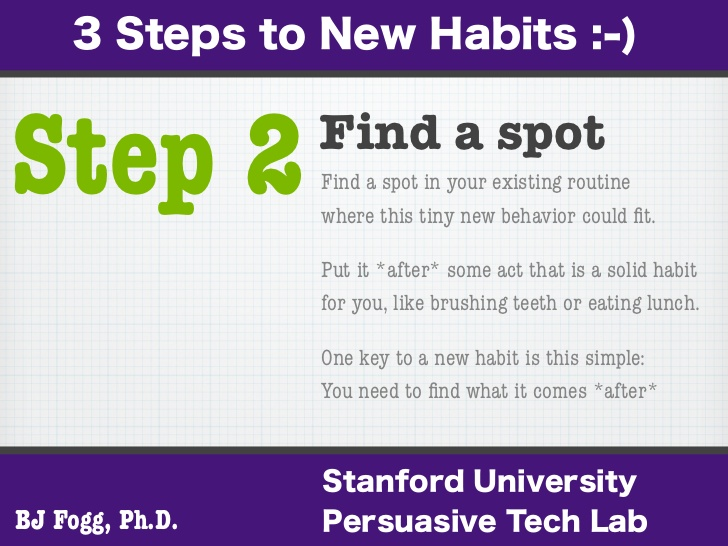 3 Steps to New Habits :-)
Step 2
Find a spot
Find a spot in your existing routine
where this tiny new behavior could fit.
Put it *after* some act that is a solid habit
for you, like brushing teeth or eating lunch.
One key to a new habit is this simple:
You need to find what it comes *after*
BJ Fogg, Ph.D.
Stanford University
Persuasive Tech Lab